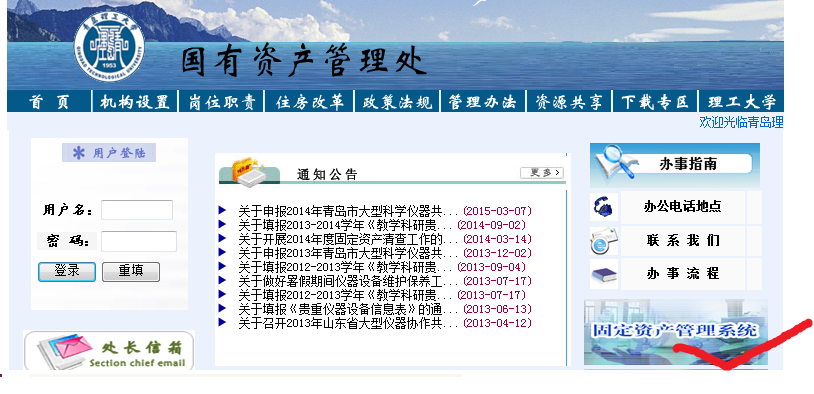 青岛理工大学
QINGDAO TECHNOLOGICAL UNIVERSITY
1953
国有资产管理处
首 页 机构设置 岗位职责 住房改革 政策法规 管理办法 资源共享 下载专区 理工大学
欢迎光临青岛理
用户登陆
用户名：
密 码：
登录 重填
处长信箱
Section chief email
通知公告
更多
关于申报2014年青岛市大型科学仪器共...(2015-03-07)
关于填报2013-2014学年《教学科研贵...(2014-09-02)
关于开展2014年度固定资产清查工作的...(2014-03-14)
关于申报2013年青岛市大型科学仪器共...(2013-12-02)
关于填报2012-2013学年《教学科研贵...(2013-09-04)
关于做好暑假期间仪器设备维护保养工...(2013-07-17)
关于填报2012-2013学年《教学科研贵...(2013-07-17)
关于填报《贵重仪器设备信息表》的通...(2013-06-13)
关于召开2013年山东省大型仪器协作共...(2013-04-12)
办事指南
办公电话地点
联 系 我 们
办 事 流 程
固定资产管理系统